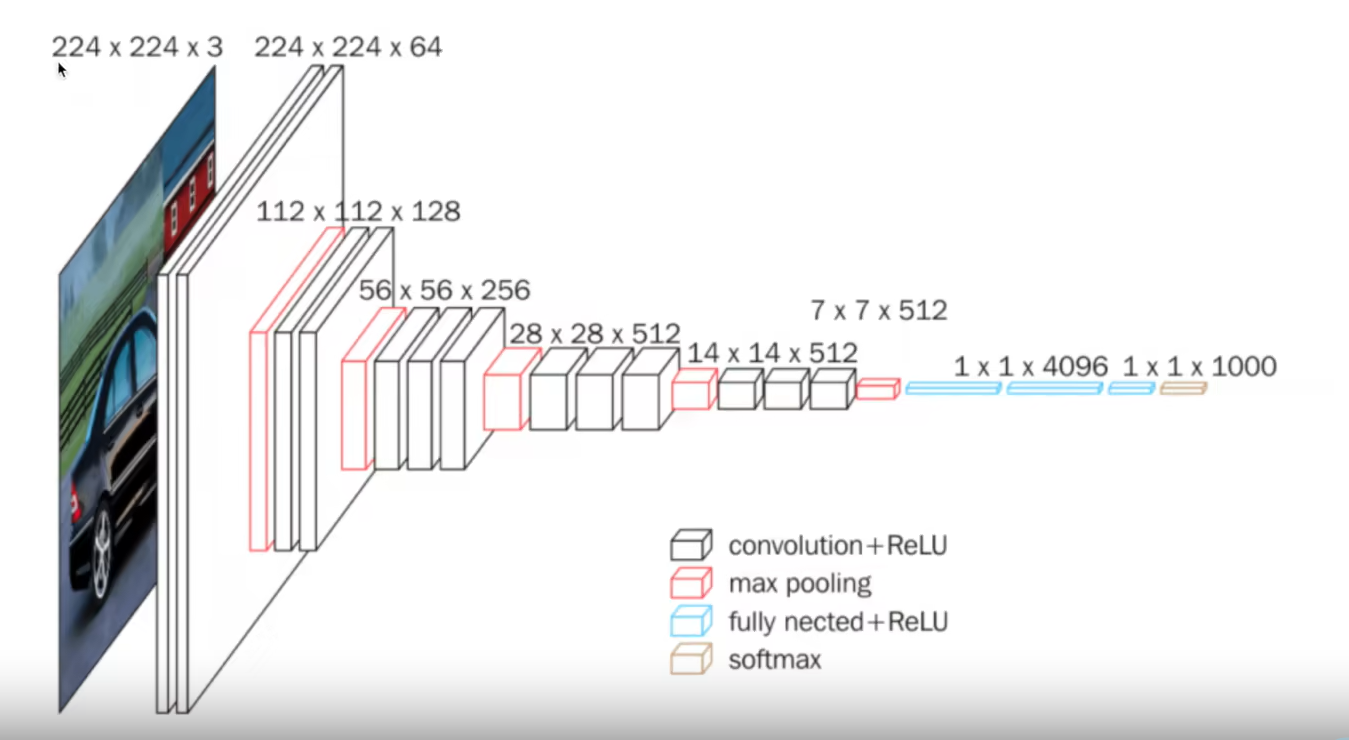 224 x 224 x 3
224 x 224 x 64
112 x 112 x 128
56 x 56 x 256
28 x 28 x 512
14 x 14 x 512
7 x 7 x 512
1 x 1 x 4096
1 x 1 x 1000
convolution+ReLU
max pooling
fully nected+ReLU
softmax